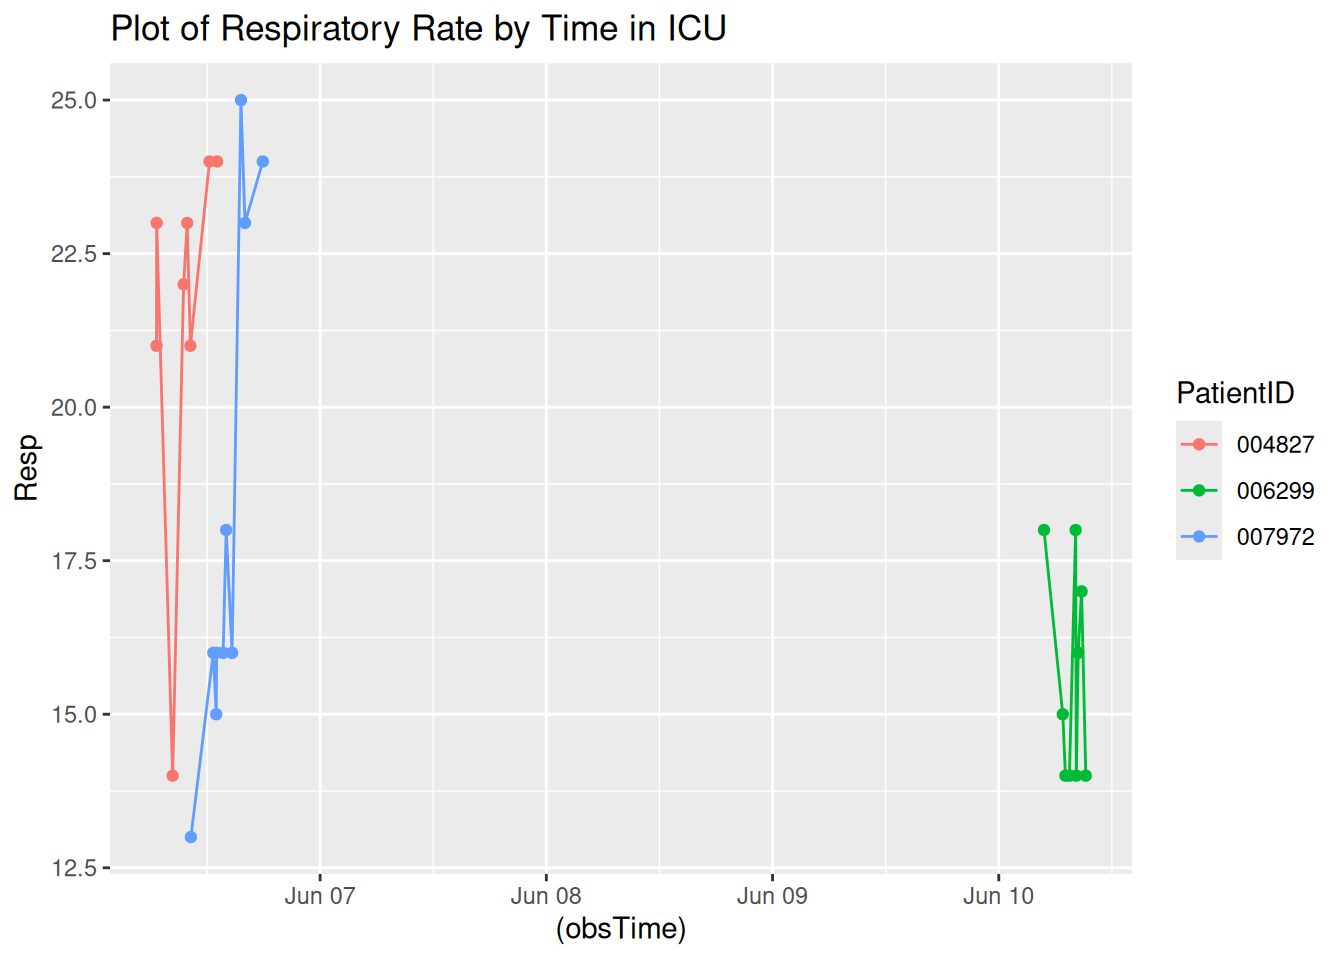 Plot of Respiratory Rate by Time in ICU
25.0
22.5
20.0
17.5
15.0
12.5
Resp
Jun 07
Jun 08
Jun 09
Jun 10
(obsTime)
PatientID
004827
006299
007972